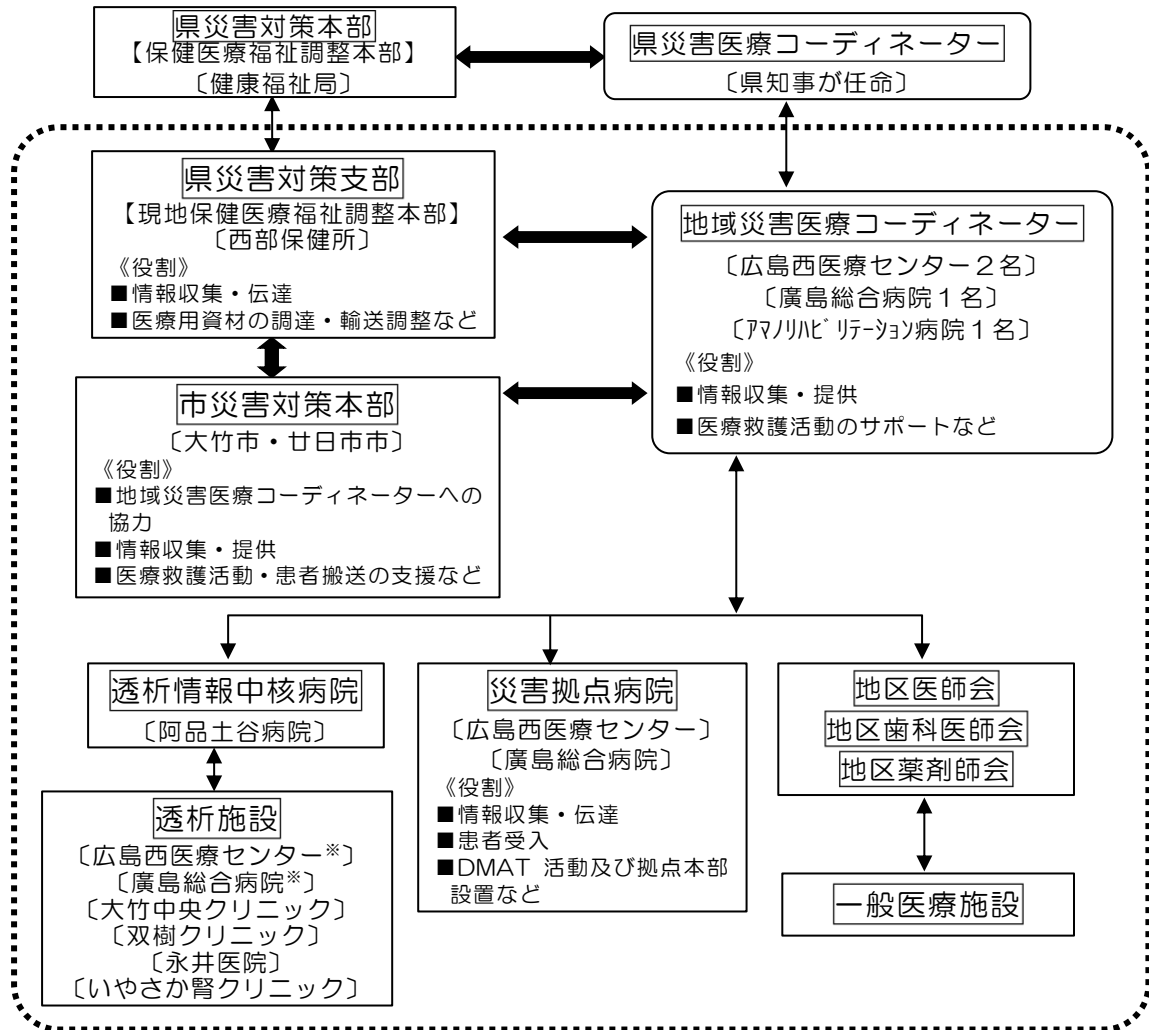 県災害対策本部
【保健医療福祉調整本部】
〔健康福祉局〕
県災害医療コーディネーター
〔県知事が任命〕
県災害対策支部
【現地保健医療福祉調整本部】
〔西部保健所〕
《役割》
■情報収集・伝達
■医療用資材の調達・輸送調整など
地域災害医療コーディネーター
〔広島西医療センター２名〕
〔廣島総合病院１名〕
〔ｱﾏﾉﾘﾊﾋﾞﾘﾃｰｼｮﾝ病院１名〕
《役割》
■情報収集・提供
■医療救護活動のサポートなど
市災害対策本部
〔大竹市・廿日市市〕
《役割》
■地域災害医療コーディネーターへの
協力
■情報収集・提供
■医療救護活動・患者搬送の支援など
透析情報中核病院
〔阿品土谷病院〕
災害拠点病院
〔広島西医療センター〕
〔廣島総合病院〕
《役割》
■情報収集・伝達
■患者受入
■DMAT 活動及び拠点本部
設置など
地区医師会
地区歯科医師会
地区薬剤師会
透析施設
〔広島西医療センター※〕
〔廣島総合病院※〕
〔大竹中央クリニック〕
〔双樹クリニック〕
〔永井医院〕
〔いやさか腎クリニック〕
一般医療施設